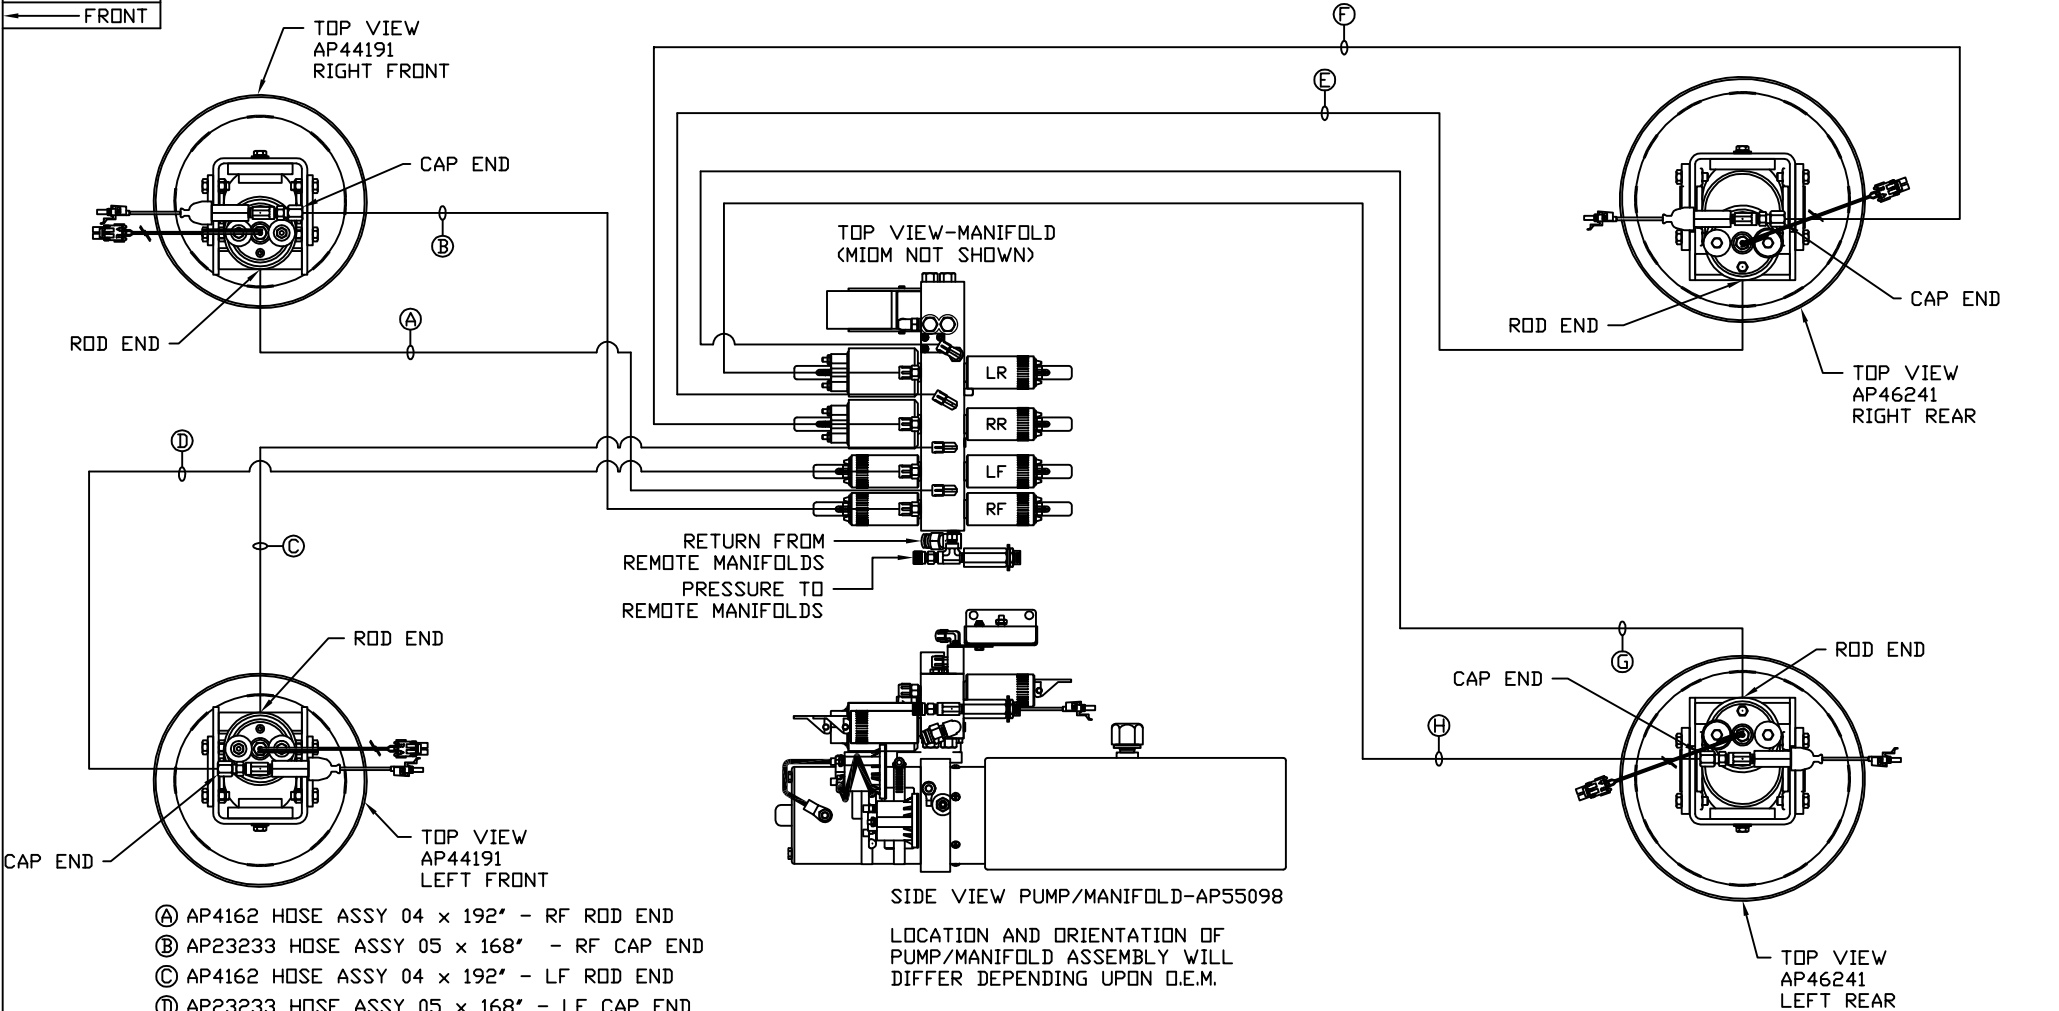 FRONT
TOP VIEW
AP44191
RIGHT FRONT
CAP END
B
A
ROD END
F
E
TOP VIEW-MANIFOLD
(MIOM NOT SHOWN)
CAP END
ROD END
TOP VIEW
AP46241
RIGHT REAR
LR
RR
LF
RF
D
C
RETURN FROM
REMOTE MANIFOLDS
PRESSURE TO
REMOTE MANIFOLDS
ROD END
CAP END
TOP VIEW
AP44191
LEFT FRONT
G
ROD END
CAP END
H
TOP VIEW
AP46241
LEFT REAR
SIDE VIEW PUMP/MANIFOLD-AP55098
LOCATION AND ORIENTATION OF
PUMP/MANIFOLD ASSEMBLY WILL
DIFFER DEPENDING UPON O.E.M.
A AP4162 HOSE ASSY 04 x 192" - RF ROD END
B AP23233 HOSE ASSY 05 x 168" - RF CAP END
C AP4162 HOSE ASSY 04 x 192" - LF ROD END
D AP23233 HOSE ASSY 05 x 168" - LF CAP END